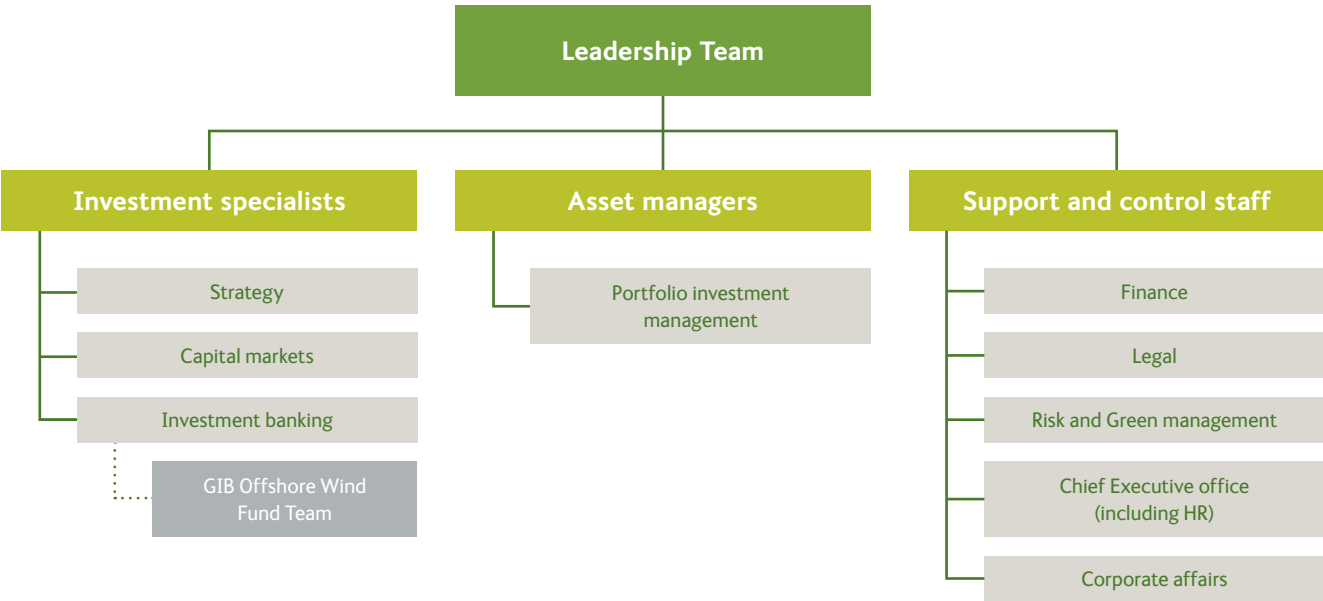 Leadership Team
Investment specialists
Strategy
Capital markets
Investment banking
GIB Offshore Wind
Fund Team
Asset managers
Portfolio investment
management
Support and control staff
Finance
Legal
Risk and Green management
Chief Executive office
(including HR)
Corporate affairs